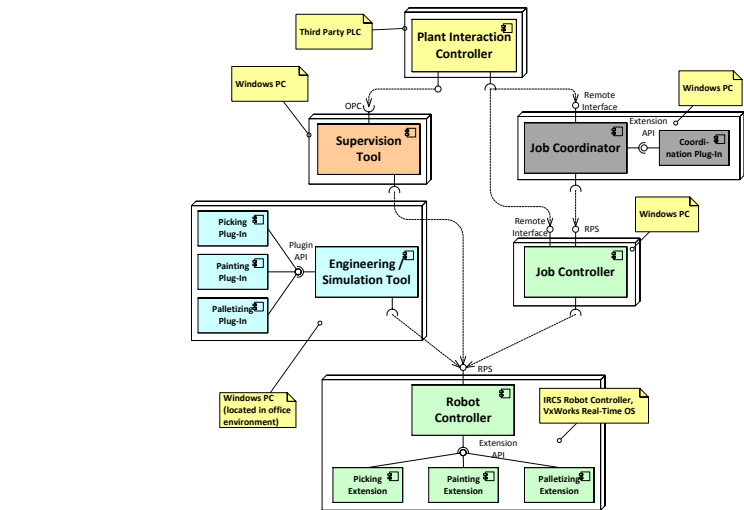 Third Party PLC
Plant Interaction
Controller
Windows PC
Windows PC
OPC
Remote
Interface
Extension
API
Supervision
Tool
Job Coordinator
Coordi-
nation Plug-In
Windows PC
Remote
Interface
RPS
Picking
Plug-In
Plugin
API
Painting
Plug-In
Engineering /
Simulation Tool
Job Controller
Palletizing
Plug-In
RPS
Windows PC
(located in office
environment)
Robot
Controller
IRC5 Robot Controller,
VxWorks Real-Time OS
Extension
API
Picking
Extension
Painting
Extension
Palletizing
Extension